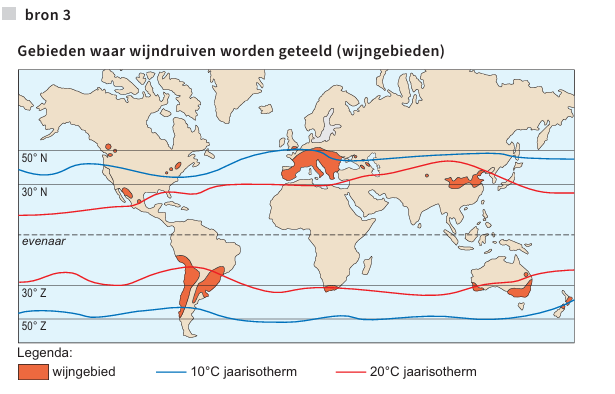 bron 3
Gebieden waar wijndruiven worden geteeld (wijngebieden)
50° N
30° N
evenaar
30° Z
50° Z
Legenda:
wijngebied 10°C jaarisotherm 20°C jaarisotherm